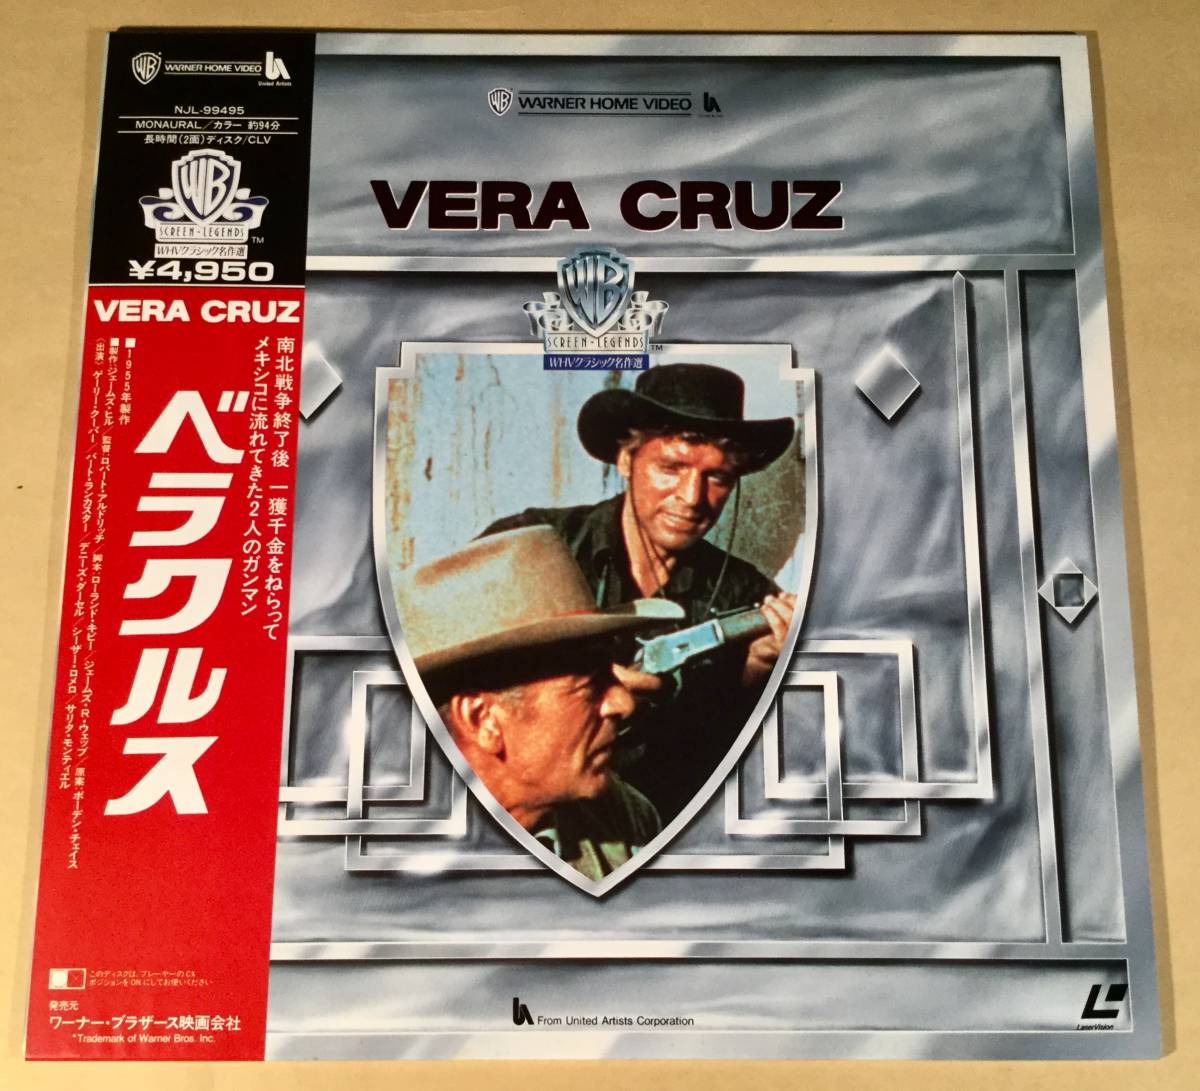 WB WARNER HOME VIDEO
United Artists
NJL-99495
MONAURAL/カラー 約94分
長時間(2面)ディスク/CLV
WB
SCREEN-LEGENDS
TM
WHVクラシック名作選
¥4,950
VERA CRUZ
南北戦争終了後 一獲千金をねらって
メキシコに流れてきた2人のガンマン
ベラクルス
■1955年製作
■製作:ジェームズ・ヒル/監督:ロバート・アルドリッチ/脚本:ローランド・キビー/ジェームズ・R・ウェッブ/原案:ボーデン・チェイス
〈出演〉ゲーリー・クーパー/バート・ランカスター/デニーズ・ダーセル/シーザー・ロメロ/サリタ・モンティエル
このディスクは、プレーヤーのCX
ポジションをONにしてお使いください
発売元
ワーナー・ブラザース映画会社
*Trademark of Warner Bros. Inc.
WB WARNER HOME VIDEO
VERA CRUZ
WB
SCREEN-LEGENDS
TM
WHVクラシック名作選
From United Artists Corporation
LaserVision